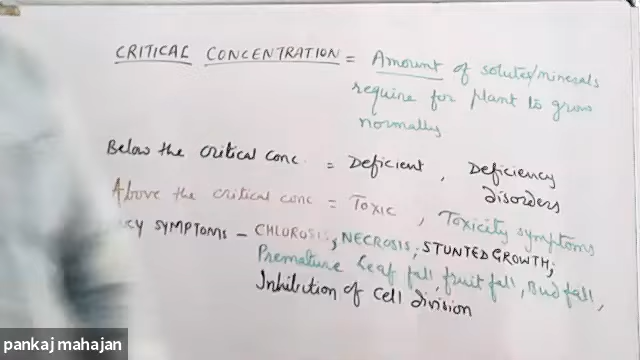 CRITICAL CONCENTRATION = Amount of solutes/minerals
require for plant to grow
normally
Below the critical conc. = Deficient, Deficiency
disorders
Above the critical conc = Toxic, Toxicity symptoms
ncy SYMPTOMS - CHLOROSIS, NECROSIS, STUNTED GROWTH,
Premature Leaf fall, fruit fall, Bud fall,
Inhibition of Cell division
pankaj mahajan